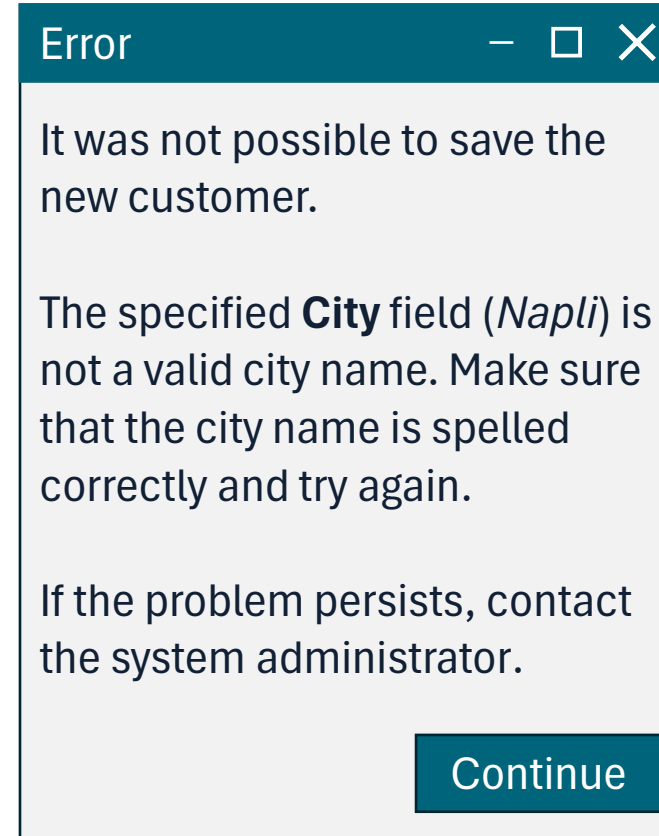 Error
It was not possible to save the
new customer.
The specified City field (Napli) is
not a valid city name. Make sure
that the city name is spelled
correctly and try again.
If the problem persists, contact
the system administrator.
Continue